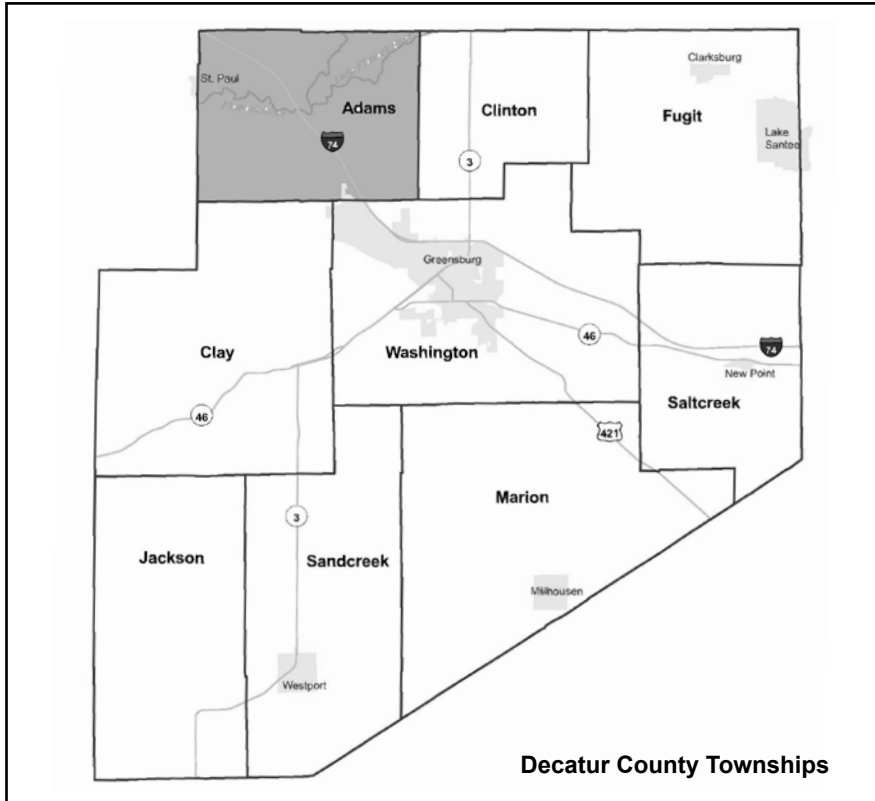 Clarksburg
St. Paul
Adams
Clinton
Fugit
Lake
Santee
74
3
Greensburg
Clay
Washington
46
74
New Point
Saltcreek
46
421
Marion
3
Jackson
Sandcreek
Millhousen
Westport
Decatur County Townships